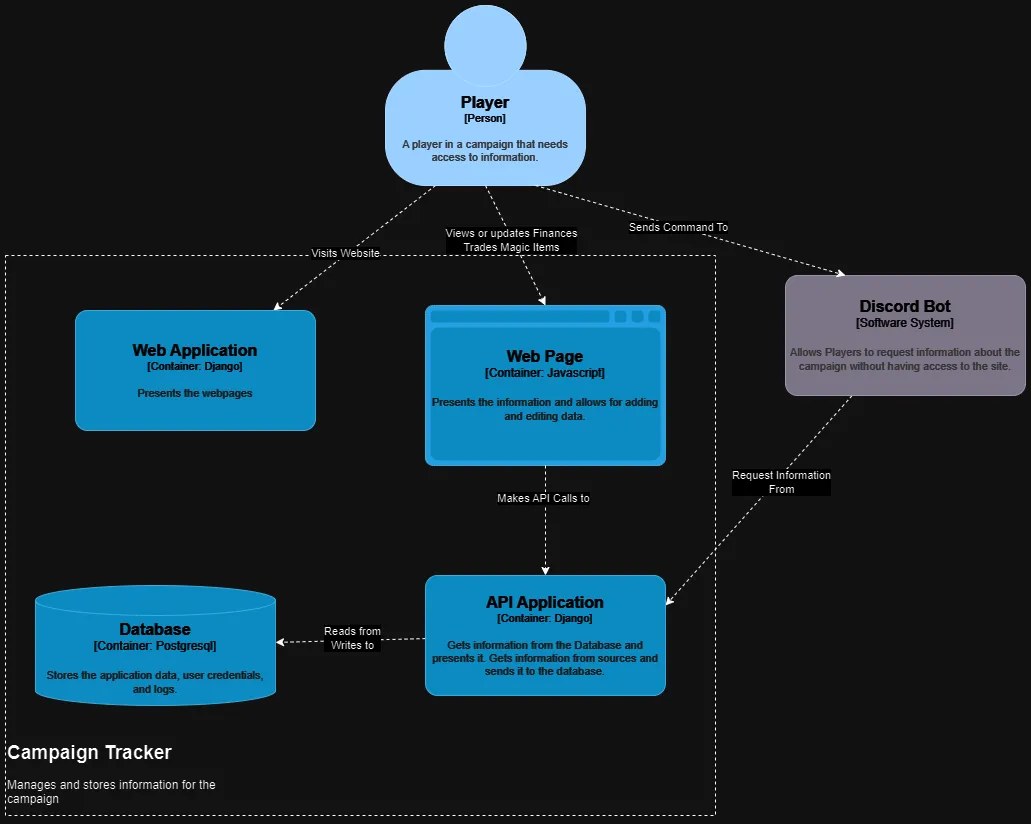 Player
[Person]
A player in a campaign that needs
access to information.
Visits Website
Views or updates Finances
Trades Magic Items
Sends Command To
Web Application
[Container: Django]
Presents the webpages
Web Page
[Container: Javascript]
Presents the information and allows for adding
and editing data.
Discord Bot
[Software System]
Allows Players to request information about the
campaign without having access to the site.
Makes API Calls to
Request Information
From
Database
[Container: Postgresql]
Stores the application data, user credentials,
and logs.
Reads from
Writes to
API Application
[Container: Django]
Gets information from the Database and
presents it. Gets information from sources and
sends it to the database.
Campaign Tracker
Manages and stores information for the
campaign